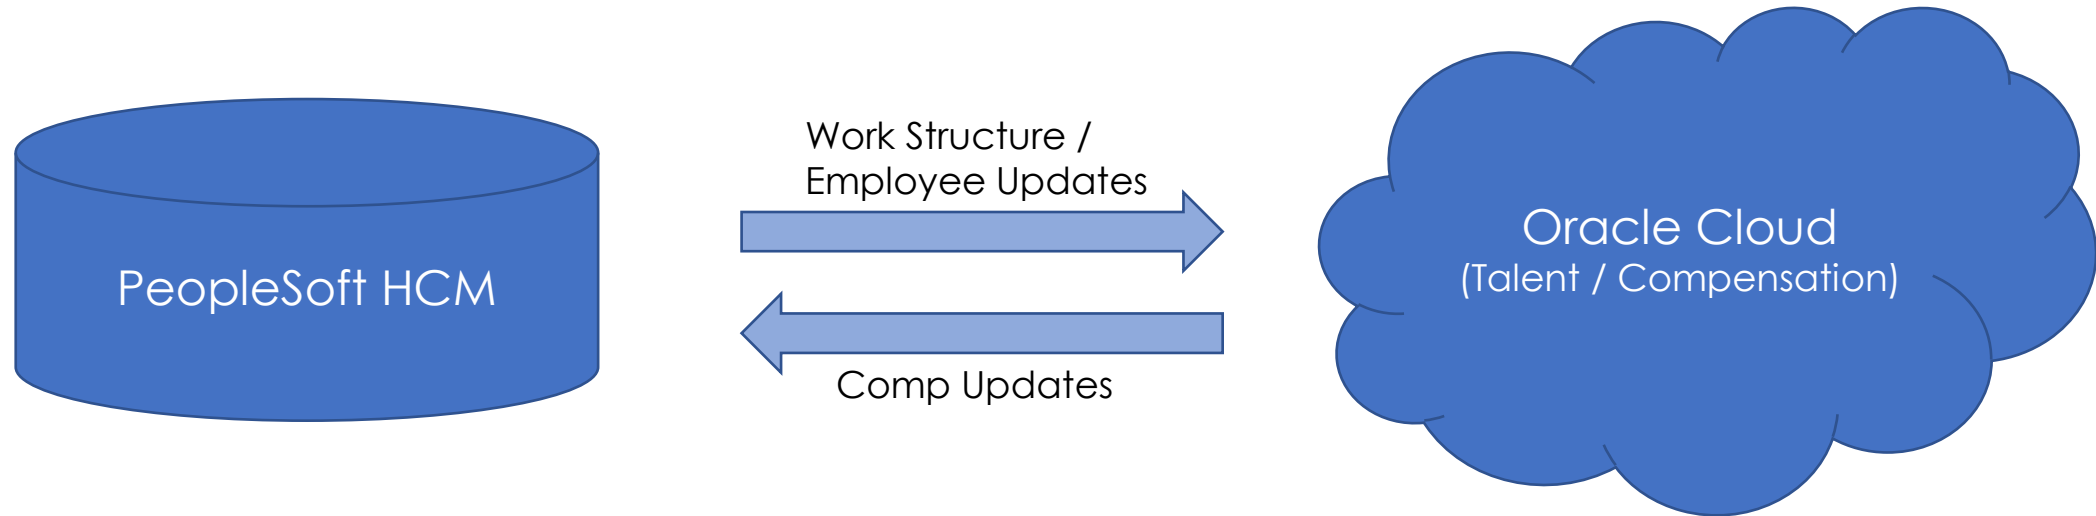 Work Structure /
Employee Updates
PeopleSoft HCM
Oracle Cloud
(Talent / Compensation)
Comp Updates